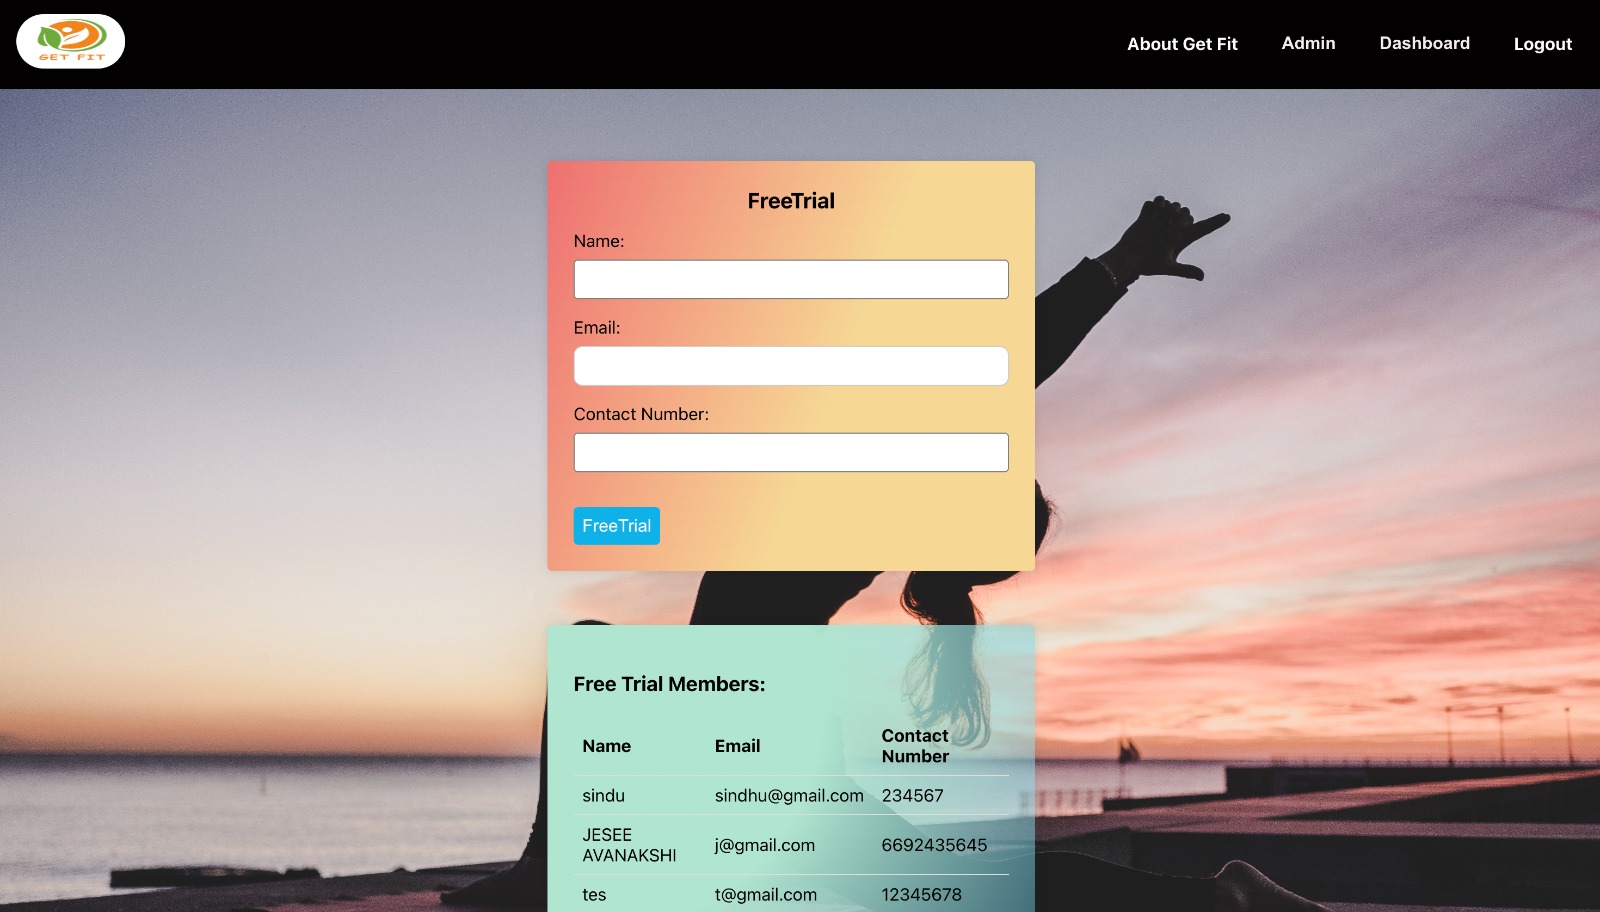 GET FIT
About Get Fit Admin Dashboard Logout
FreeTrial
Name:
Email:
Contact Number:
FreeTrial
Free Trial Members:
Name Email Contact Number
sindu sindhu@gmail.com 234567
JESEE AVANAKSHI j@gmail.com 6692435645
tes t@gmail.com 12345678